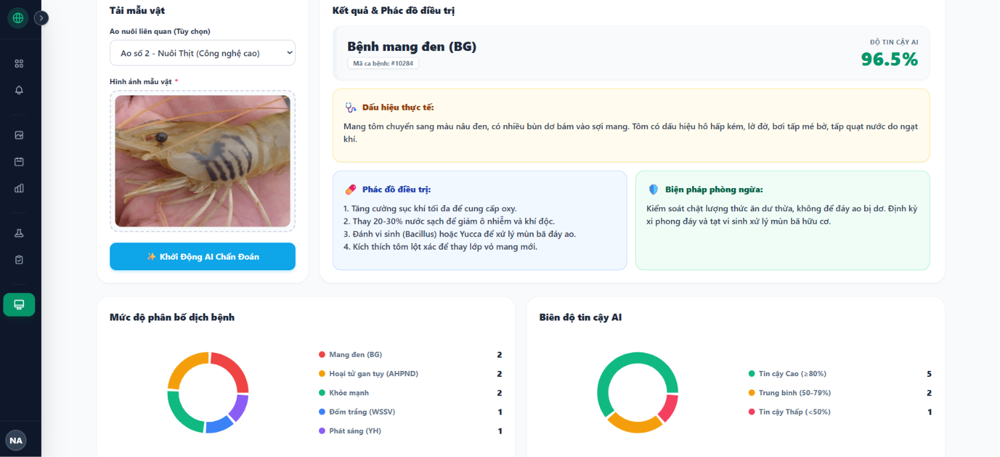 Tải mẫu vật
Ao nuôi liên quan (Tùy chọn)
Ao số 2 - Nuôi Thịt (Công nghệ cao)
Hình ảnh mẫu vật *
✨ Khởi Động AI Chẩn Đoán
Kết quả & Phác đồ điều trị
Bệnh mang đen (BG)
Mã ca bệnh: #10284
ĐỘ TIN CẬY AI
96.5%
Dấu hiệu thực tế:
Mang tôm chuyển sang màu nâu đen, có nhiều bùn dơ bám vào sợi mang. Tôm có dấu hiệu hô hấp kém, lờ đờ, bơi tấp mé bờ, tấp quạt nước do ngạt
khí.
Phác đồ điều trị:
1. Tăng cường sục khí tối đa để cung cấp oxy.
2. Thay 20-30% nước sạch để giảm ô nhiễm và khí độc.
3. Đánh vi sinh (Bacillus) hoặc Yucca để xử lý mùn bã đáy ao.
4. Kích thích tôm lột xác để thay lớp vỏ mang mới.
Biện pháp phòng ngừa:
Kiểm soát chất lượng thức ăn dư thừa, không để đáy ao bị dơ. Định kỳ
xi phong đáy và tạt vi sinh xử lý mùn bã hữu cơ.
Mức độ phân bố dịch bệnh
Mang đen (BG) 2
Hoại tử gan tụy (AHPND) 2
Khỏe mạnh 2
Đốm trắng (WSSV) 1
Phát sáng (YH) 1
Biên độ tin cậy AI
Tin cậy Cao (≥80%) 5
Trung bình (50-79%) 2
Tin cậy Thấp (<50%) 1
NA